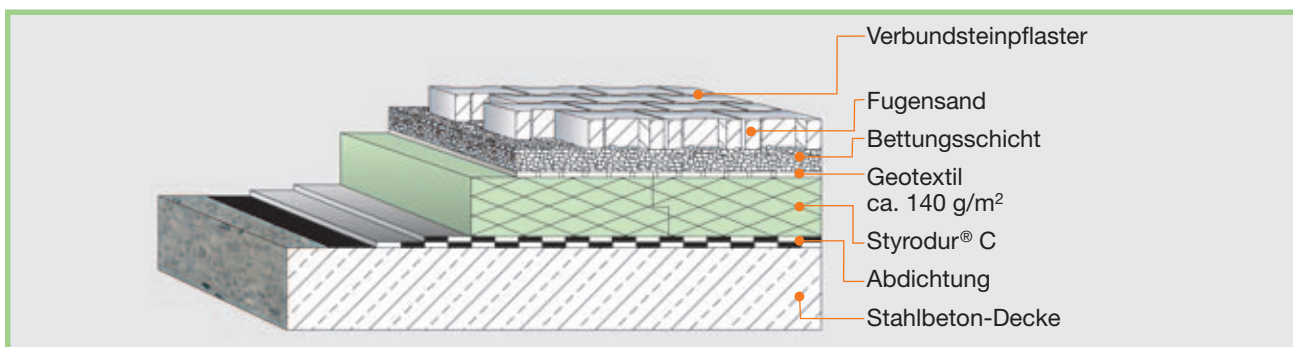 Verbundsteinpflaster
Fugensand
Bettungsschicht
Geotextil
ca. 140 g/m²
Styrodur® C
Abdichtung
Stahlbeton-Decke